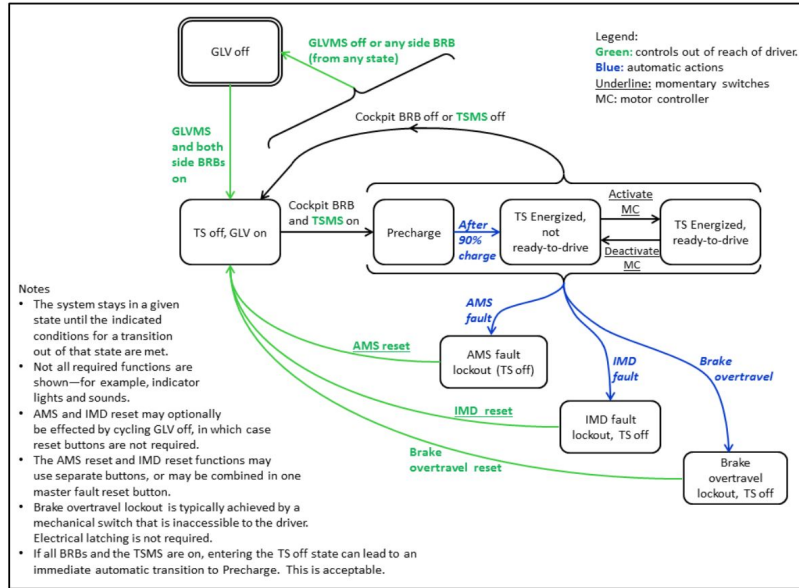 GLV off
GLVMS off or any side BRB
(from any state)
Legend:
Green: controls out of reach of driver.
Blue: automatic actions
Underline: momentary switches
MC: motor controller
GLVMS
and both
side BRBs
on
Cockpit BRB off or TSMS off
TS off, GLV on
Cockpit BRB
and TSMS on
Precharge
After
90%
charge
TS Energized,
not
ready-to-drive
Activate
MC
Deactivate
MC
TS Energized,
ready-to-drive
AMS
fault
IMD
fault
Brake
overtravel
AMS reset
AMS fault
lockout (TS off)
IMD reset
IMD fault
lockout, TS off
Brake
overtravel reset
Brake
overtravel
lockout, TS off
Notes
• The system stays in a given
state until the indicated
conditions for a transition
out of that state are met.
• Not all required functions are
shown—for example, indicator
lights and sounds.
• AMS and IMD reset may optionally
be effected by cycling GLV off, in which case
reset buttons are not required.
• The AMS reset and IMD reset functions may
use separate buttons, or may be combined in one
master fault reset button.
• Brake overtravel lockout is typically achieved by a
mechanical switch that is inaccessible to the driver.
Electrical latching is not required.
• If all BRBs and the TSMS are on, entering the TS off state can lead to an
immediate automatic transition to Precharge. This is acceptable.